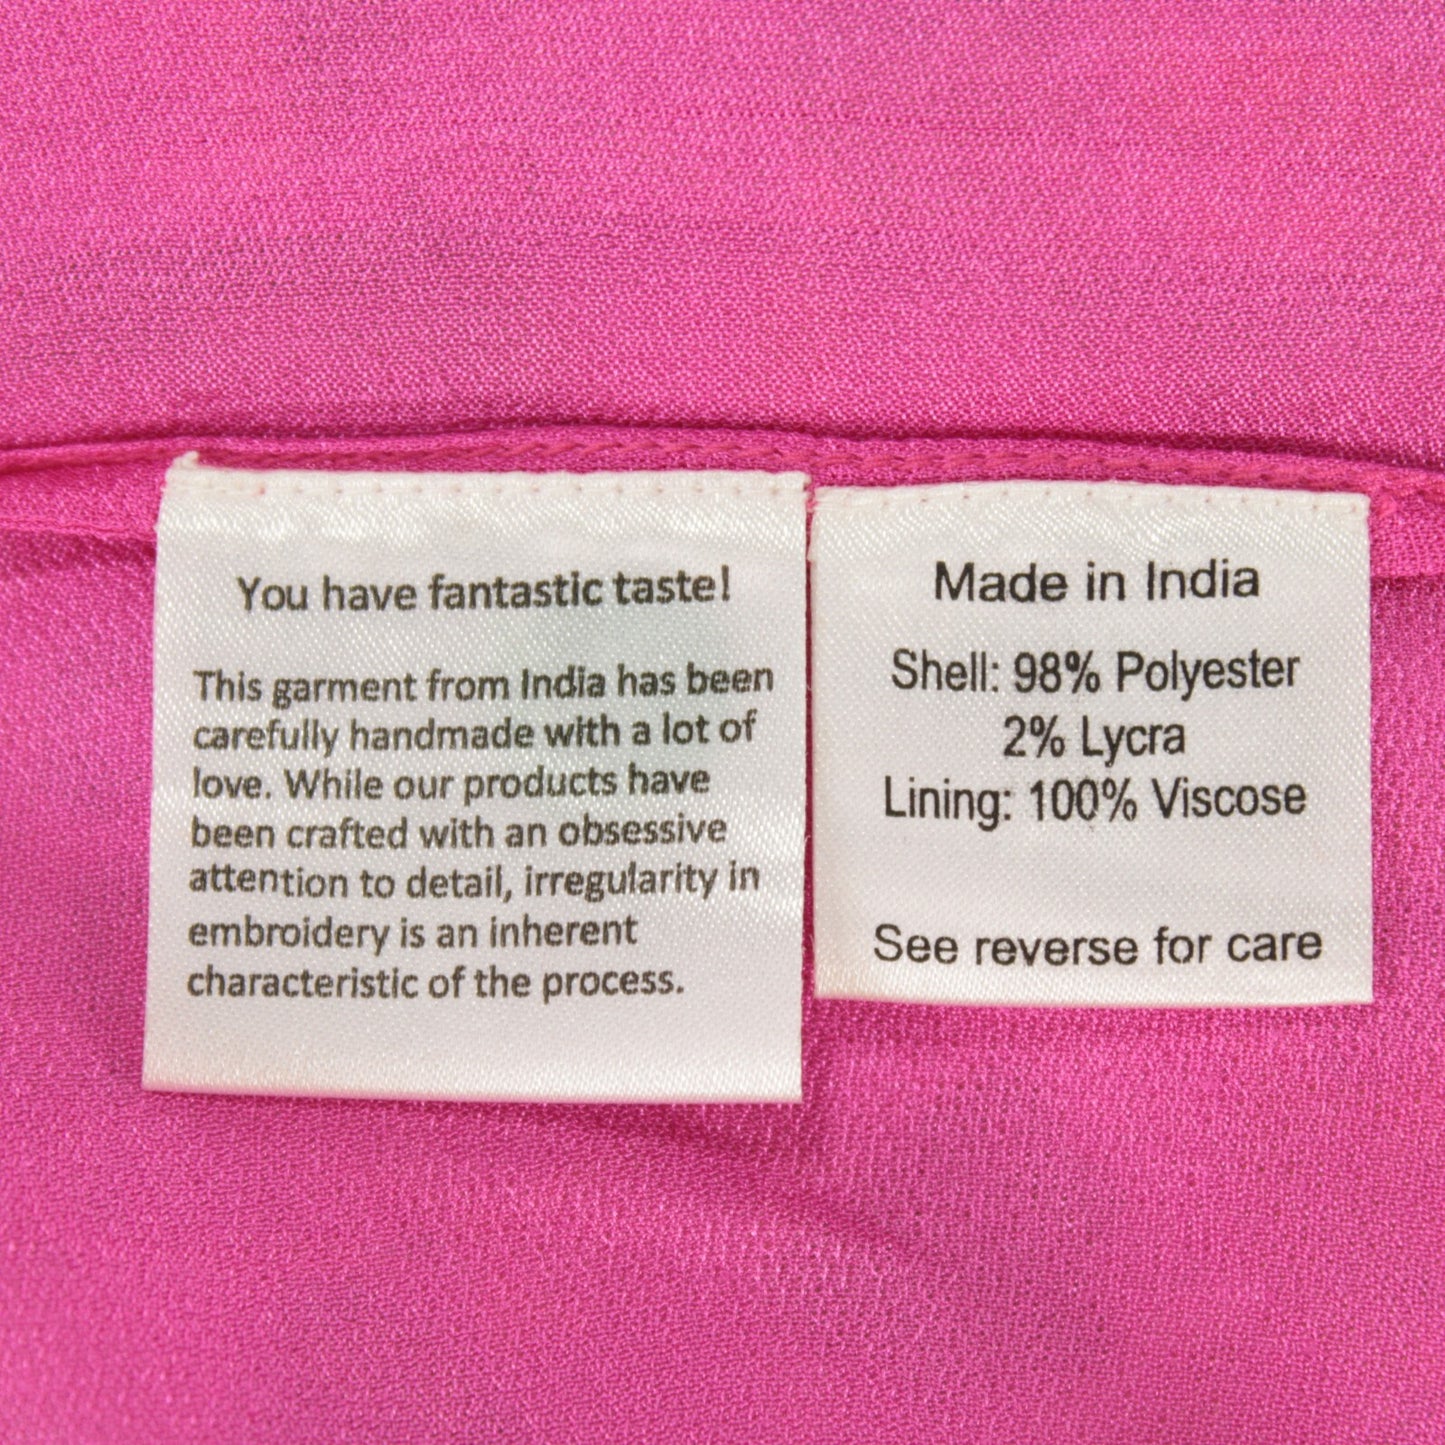 You have fantastic taste!
This garment from India has been
carefully handmade with a lot of
love. While our products have
been crafted with an obsessive
attention to detail, irregularity in
embroidery is an inherent
characteristic of the process.
Made in India
Shell: 98% Polyester
2% Lycra
Lining: 100% Viscose
See reverse for care